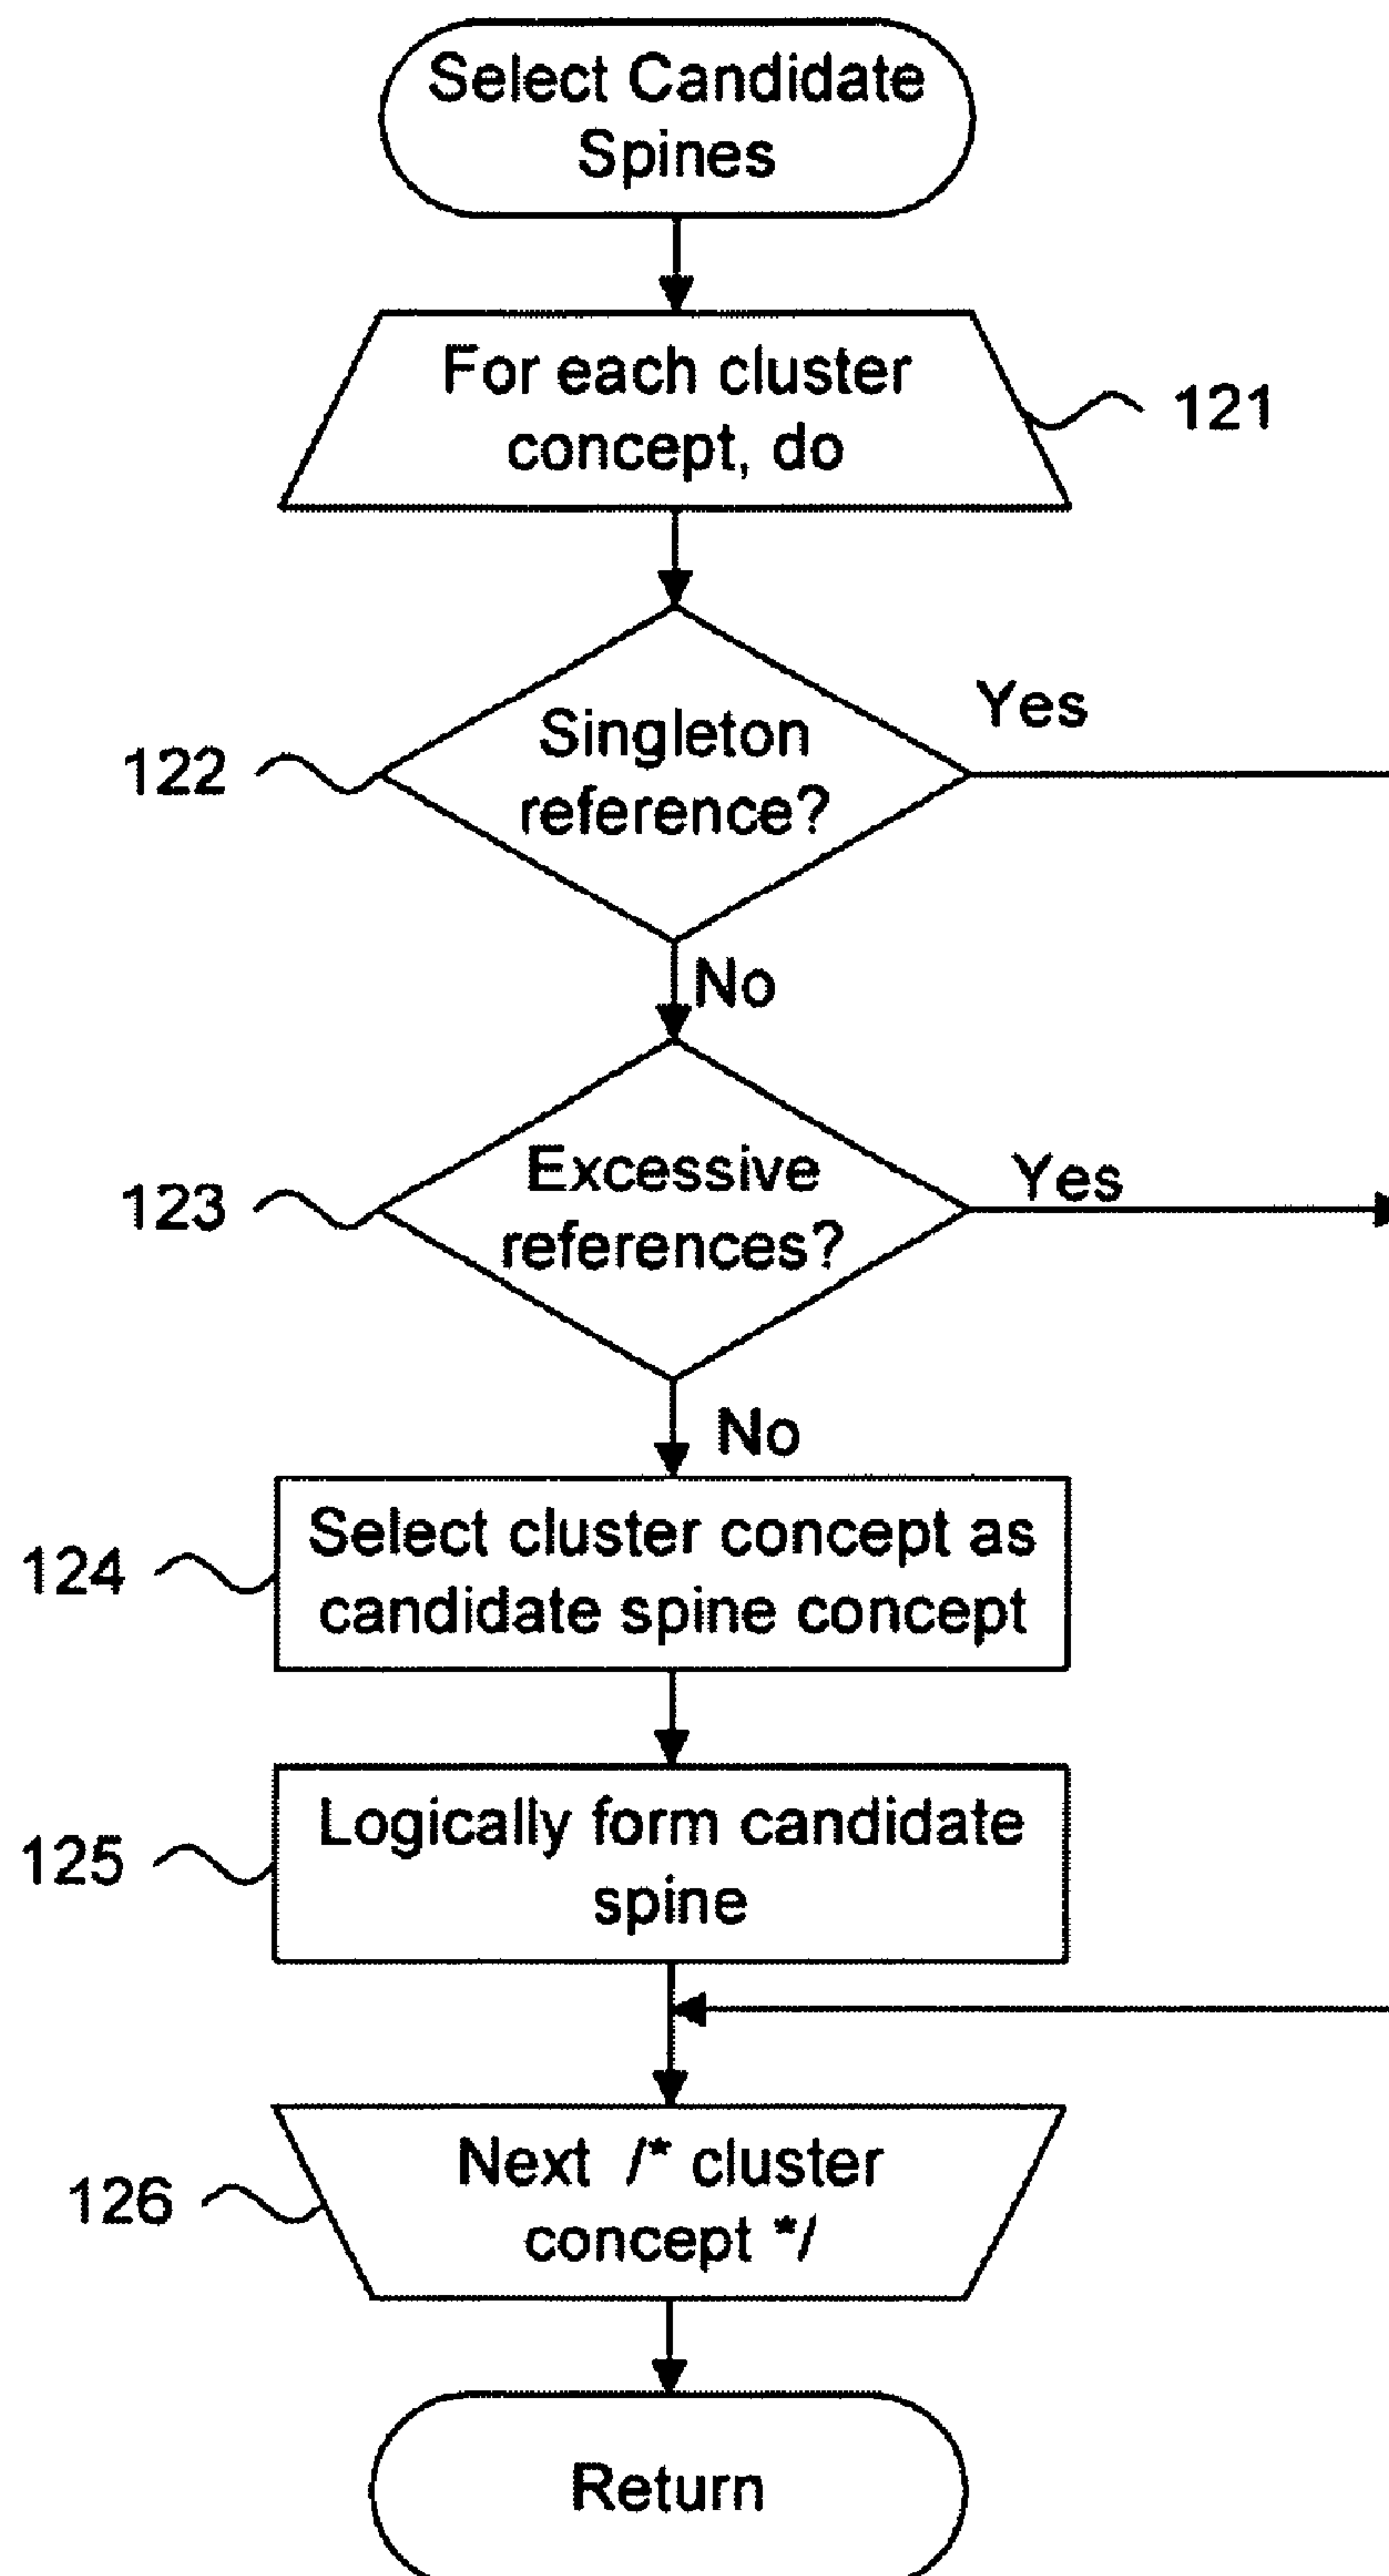 Select Candidate
Spines
For each cluster
concept, do
121
Yes
Singleton
reference?
122
No
Excessive
references?
Yes
123
No
Select cluster concept as
candidate spine concept
124
Logically form candidate
spine
125
Next /* cluster
concept */
126
Return